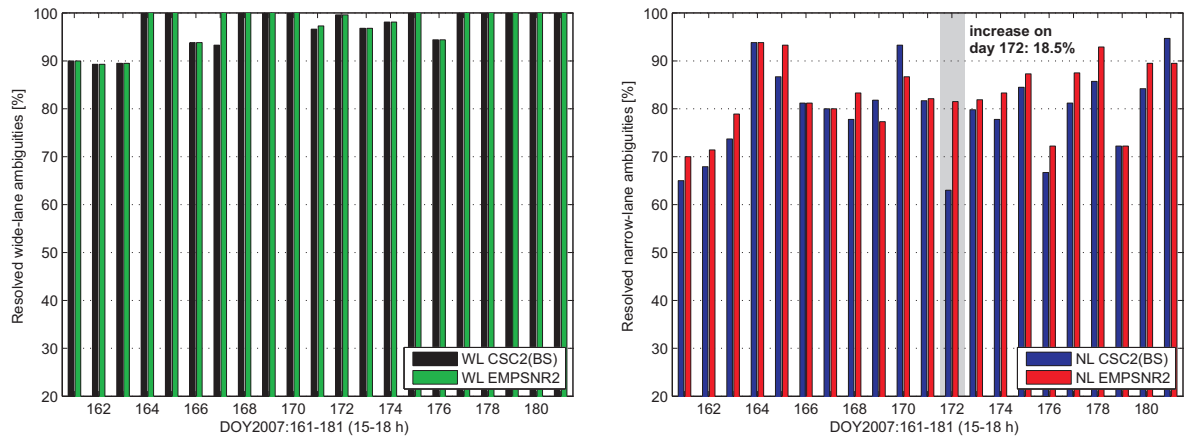 Resolved wide-lane ambiguities [%]
100
90
80
70
60
50
40
30
20
WL CSC2(BS)
WL EMPSNR2
162 164 166 168 170 172 174 176 178 180
DOY2007:161-181 (15-18 h)
Resolved narrow-lane ambiguities [%]
100
90
80
70
60
50
40
30
20
increase on
day 172: 18.5%
NL CSC2(BS)
NL EMPSNR2
162 164 166 168 170 172 174 176 178 180
DOY2007:161-181 (15-18 h)